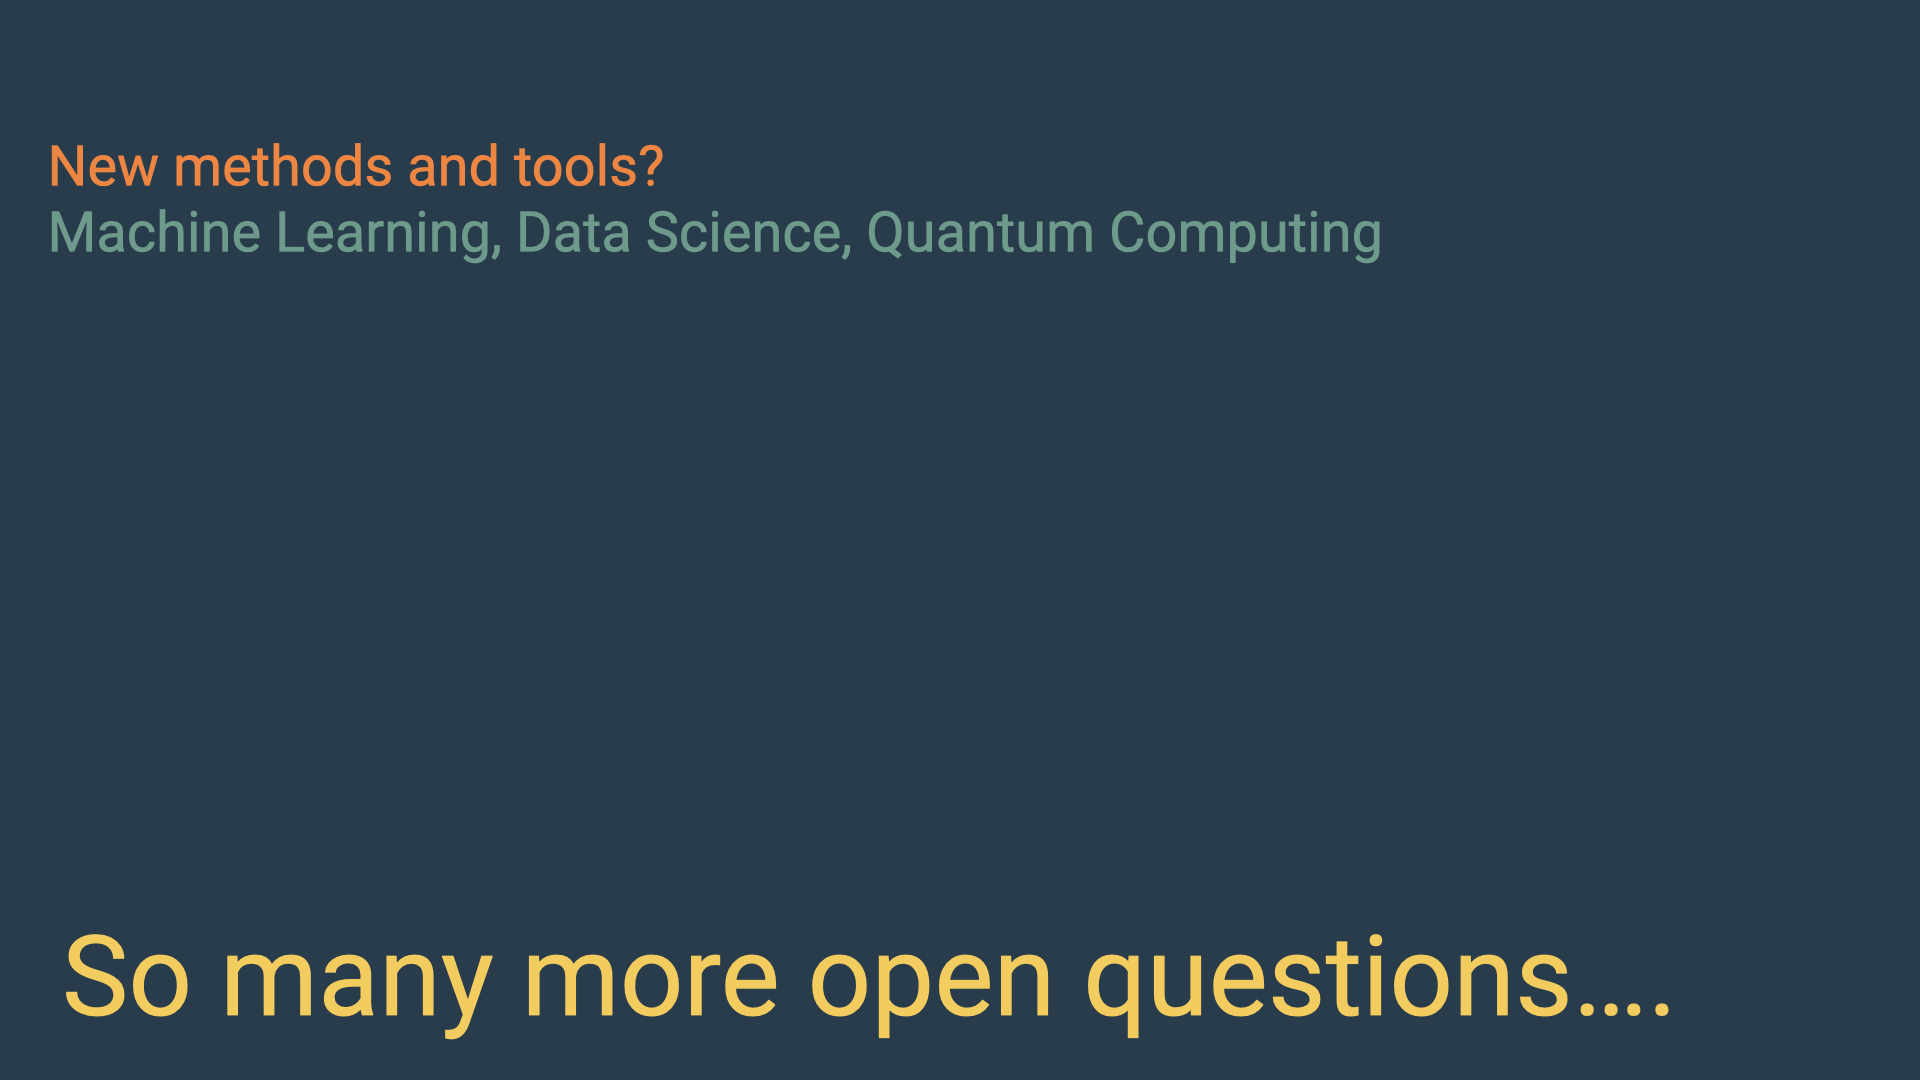 New methods and tools?
Machine Learning, Data Science, Quantum Computing
So many more open questions....